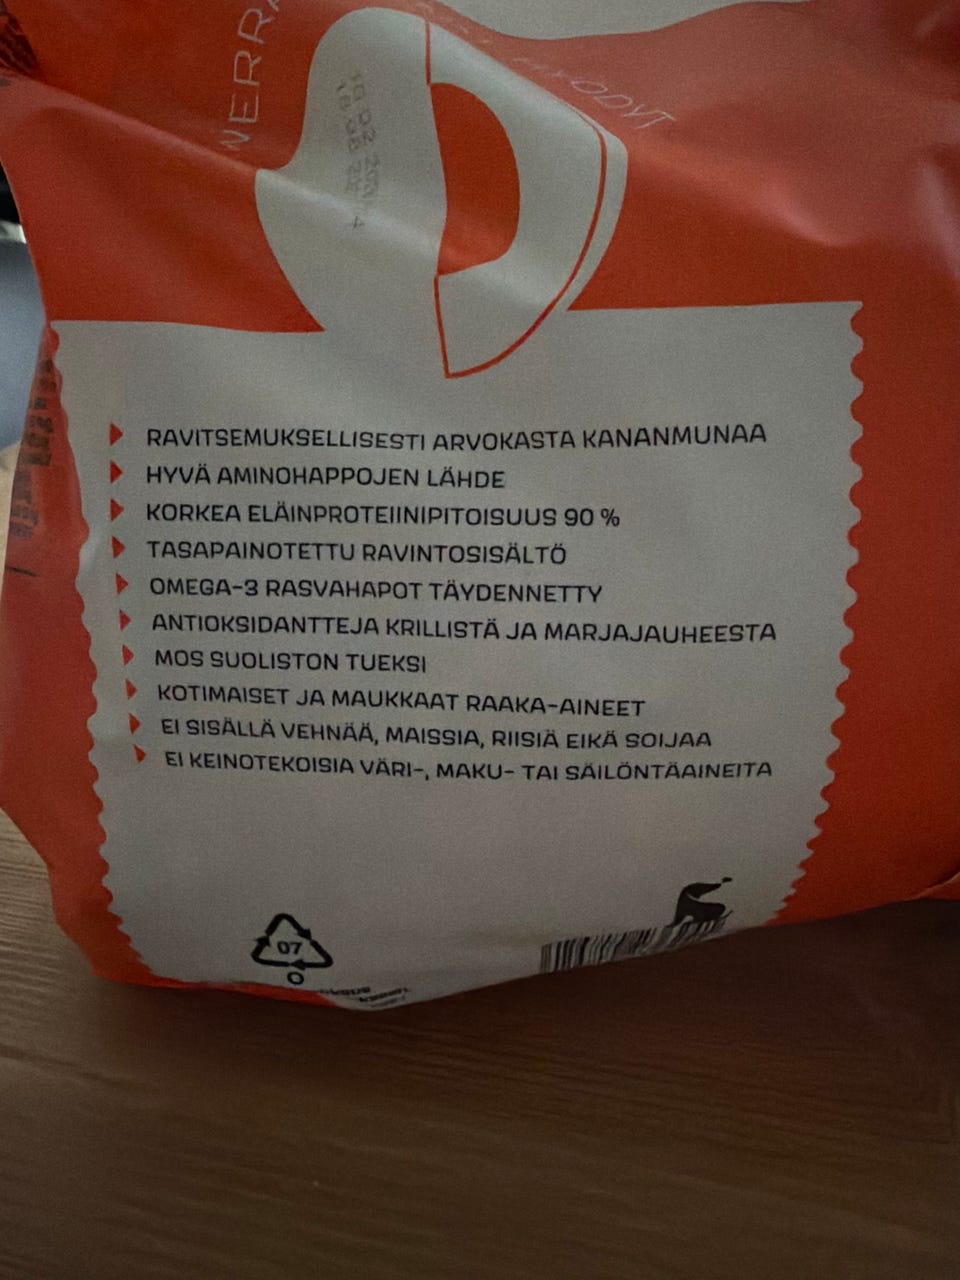 RAVITSEMUKSELLISESTI ARVOKASTA KANANMUNAA
HYVÄ AMINOHAPPOJEN LÄHDE
KORKEA ELÄINPROTEIINIPITOISUUS 90 %
TASAPAINOTETTU RAVINTOSISÄLTÖ
OMEGA-3 RASVAHAPOT TÄYDENNETTY
ANTIOKSIDANTTEJA KRILLISTÄ JA MARJAJAUHEESTA
MOS SUOLISTON TUEKSI
KOTIMAISET JA MAUKKAAT RAAKA-AINEET
EI SISÄLLÄ VEHNÄÄ, MAISSIA, RIISIÄ EIKÄ SOIJAA
EI KEINOTEKOISIA VÄRI-, MAKU- TAI SÄILÖNTÄAINEITA
07
O